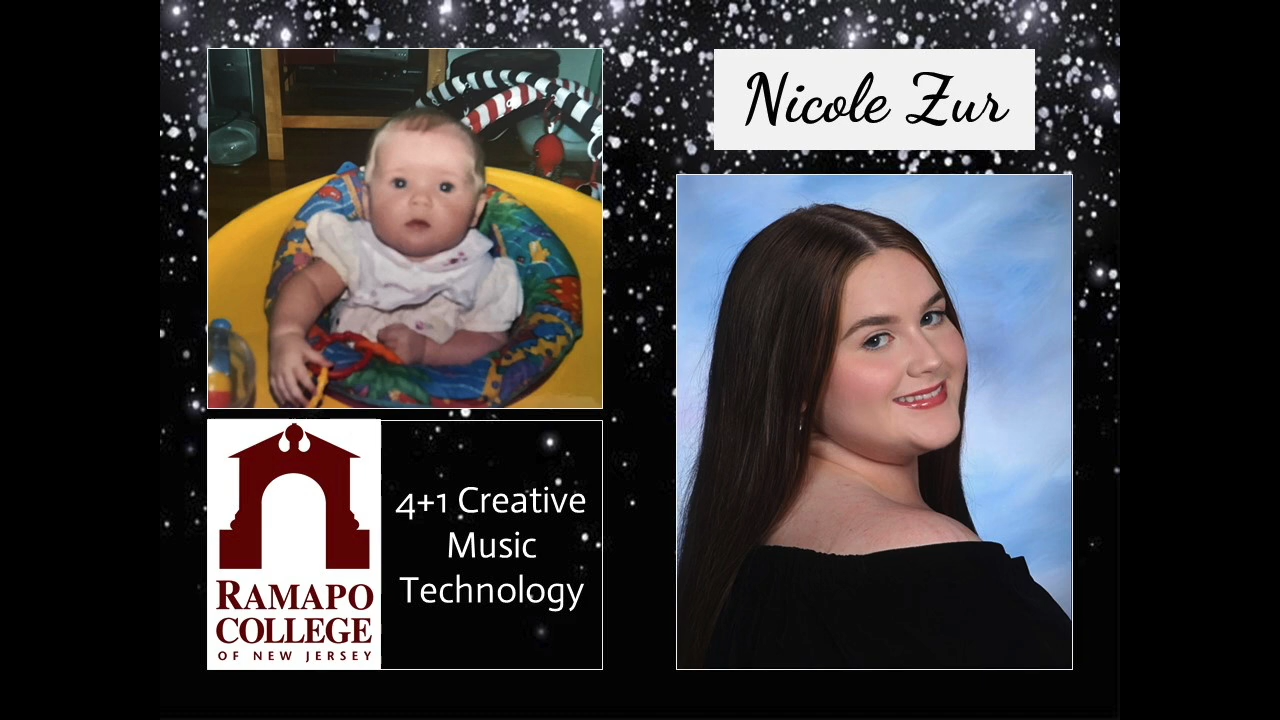 Nicole Zur
4+1 Creative
Music
Technology
RAMAPO
COLLEGE
OF NEW JERSEY